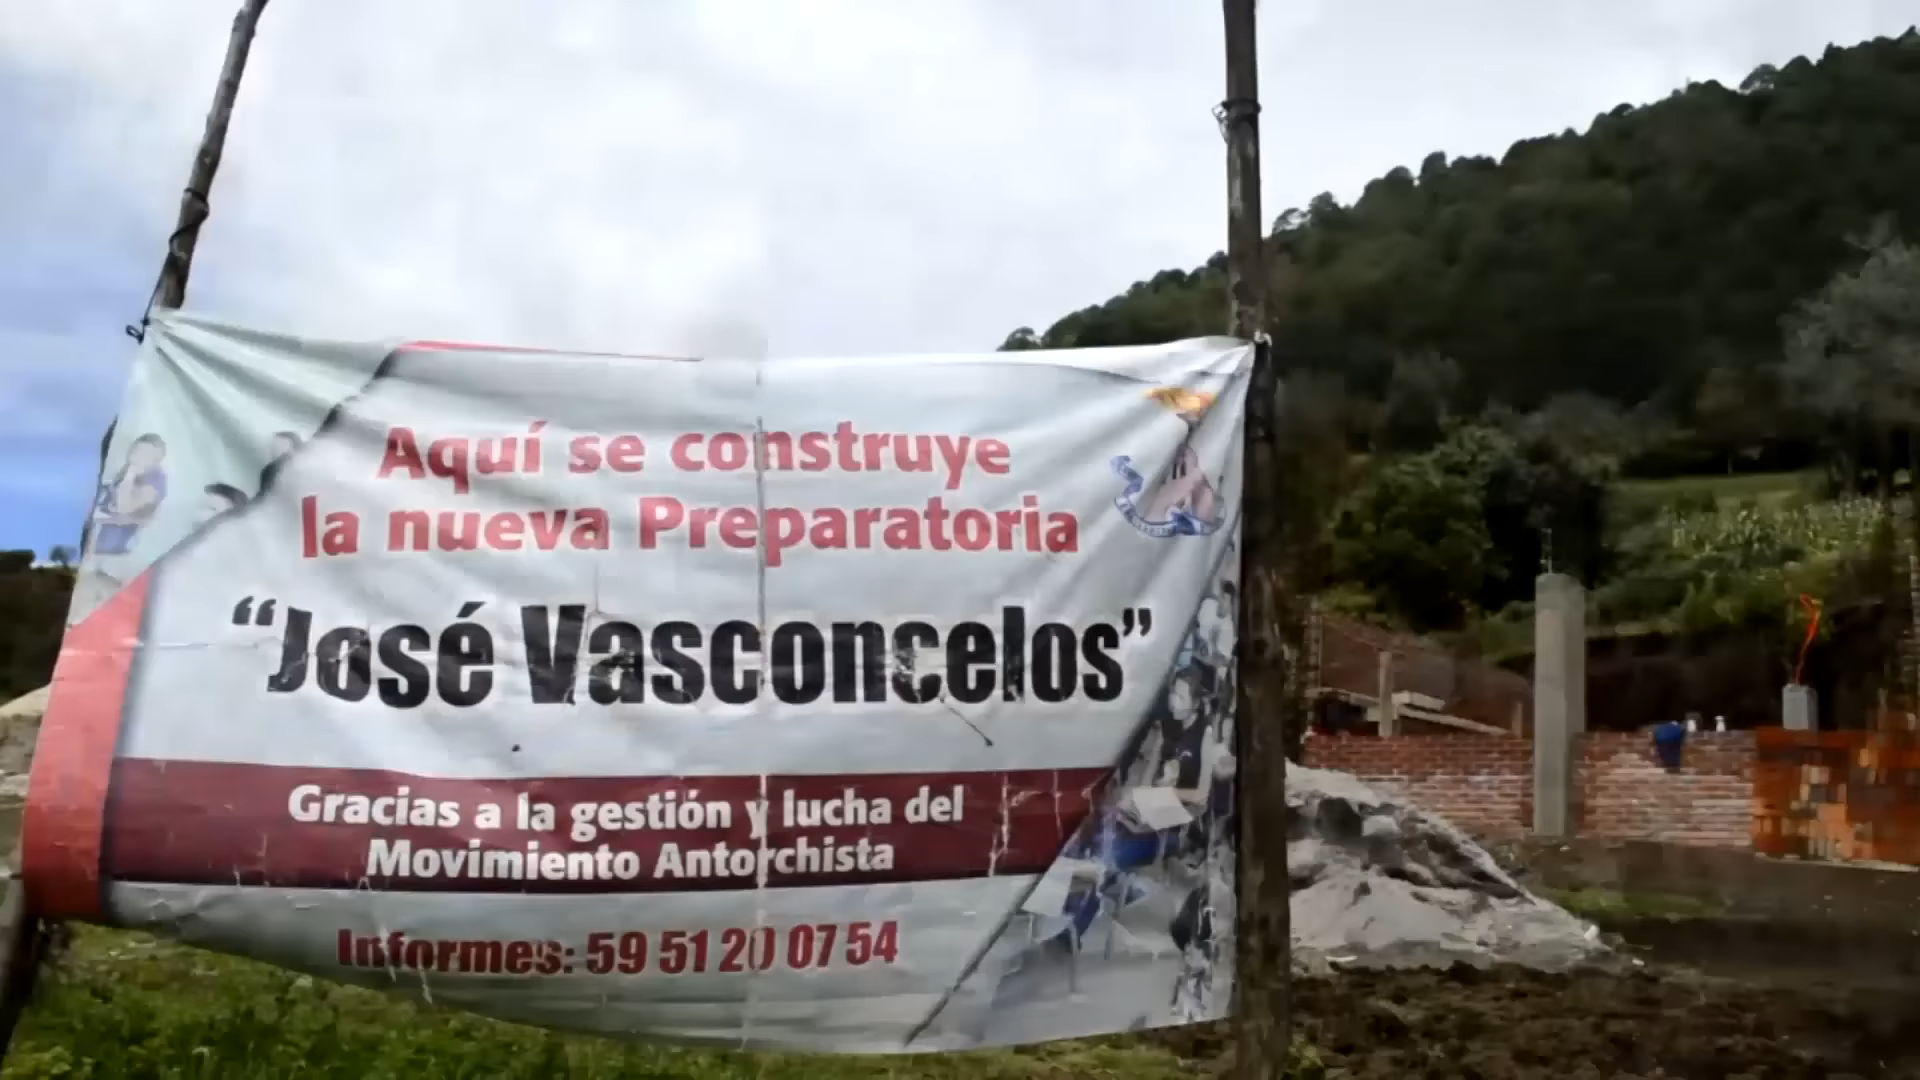 Aquí se construye
la nueva Preparatoria
“José Vasconcelos”
Gracias a la gestión y lucha del
Movimiento Antorchista
Informes: 59 51 20 07 54